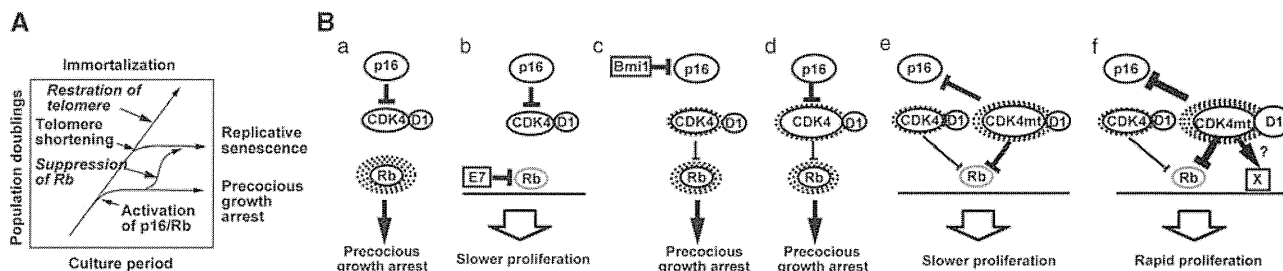 A
Immortalization
Population doublings
Restration of
telomere
Telomere
shortening
Suppression
of Rb
Activation
of p16/Rb
Replicative
senescence
Precocious
growth arrest
Culture period
B
a
p16
CDK4 D1
Rb
Precocious
growth arrest
b
p16
CDK4 D1
E7 Rb
Slower proliferation
c
Bmi1 p16
CDK4 D1
Rb
Precocious
growth arrest
d
p16
CDK4 D1
Rb
Precocious
growth arrest
e
p16
CDK4 D1 CDK4mt D1
Rb
Slower proliferation
f
p16
CDK4 D1 CDK4mt D1
?
Rb X
Rapid proliferation